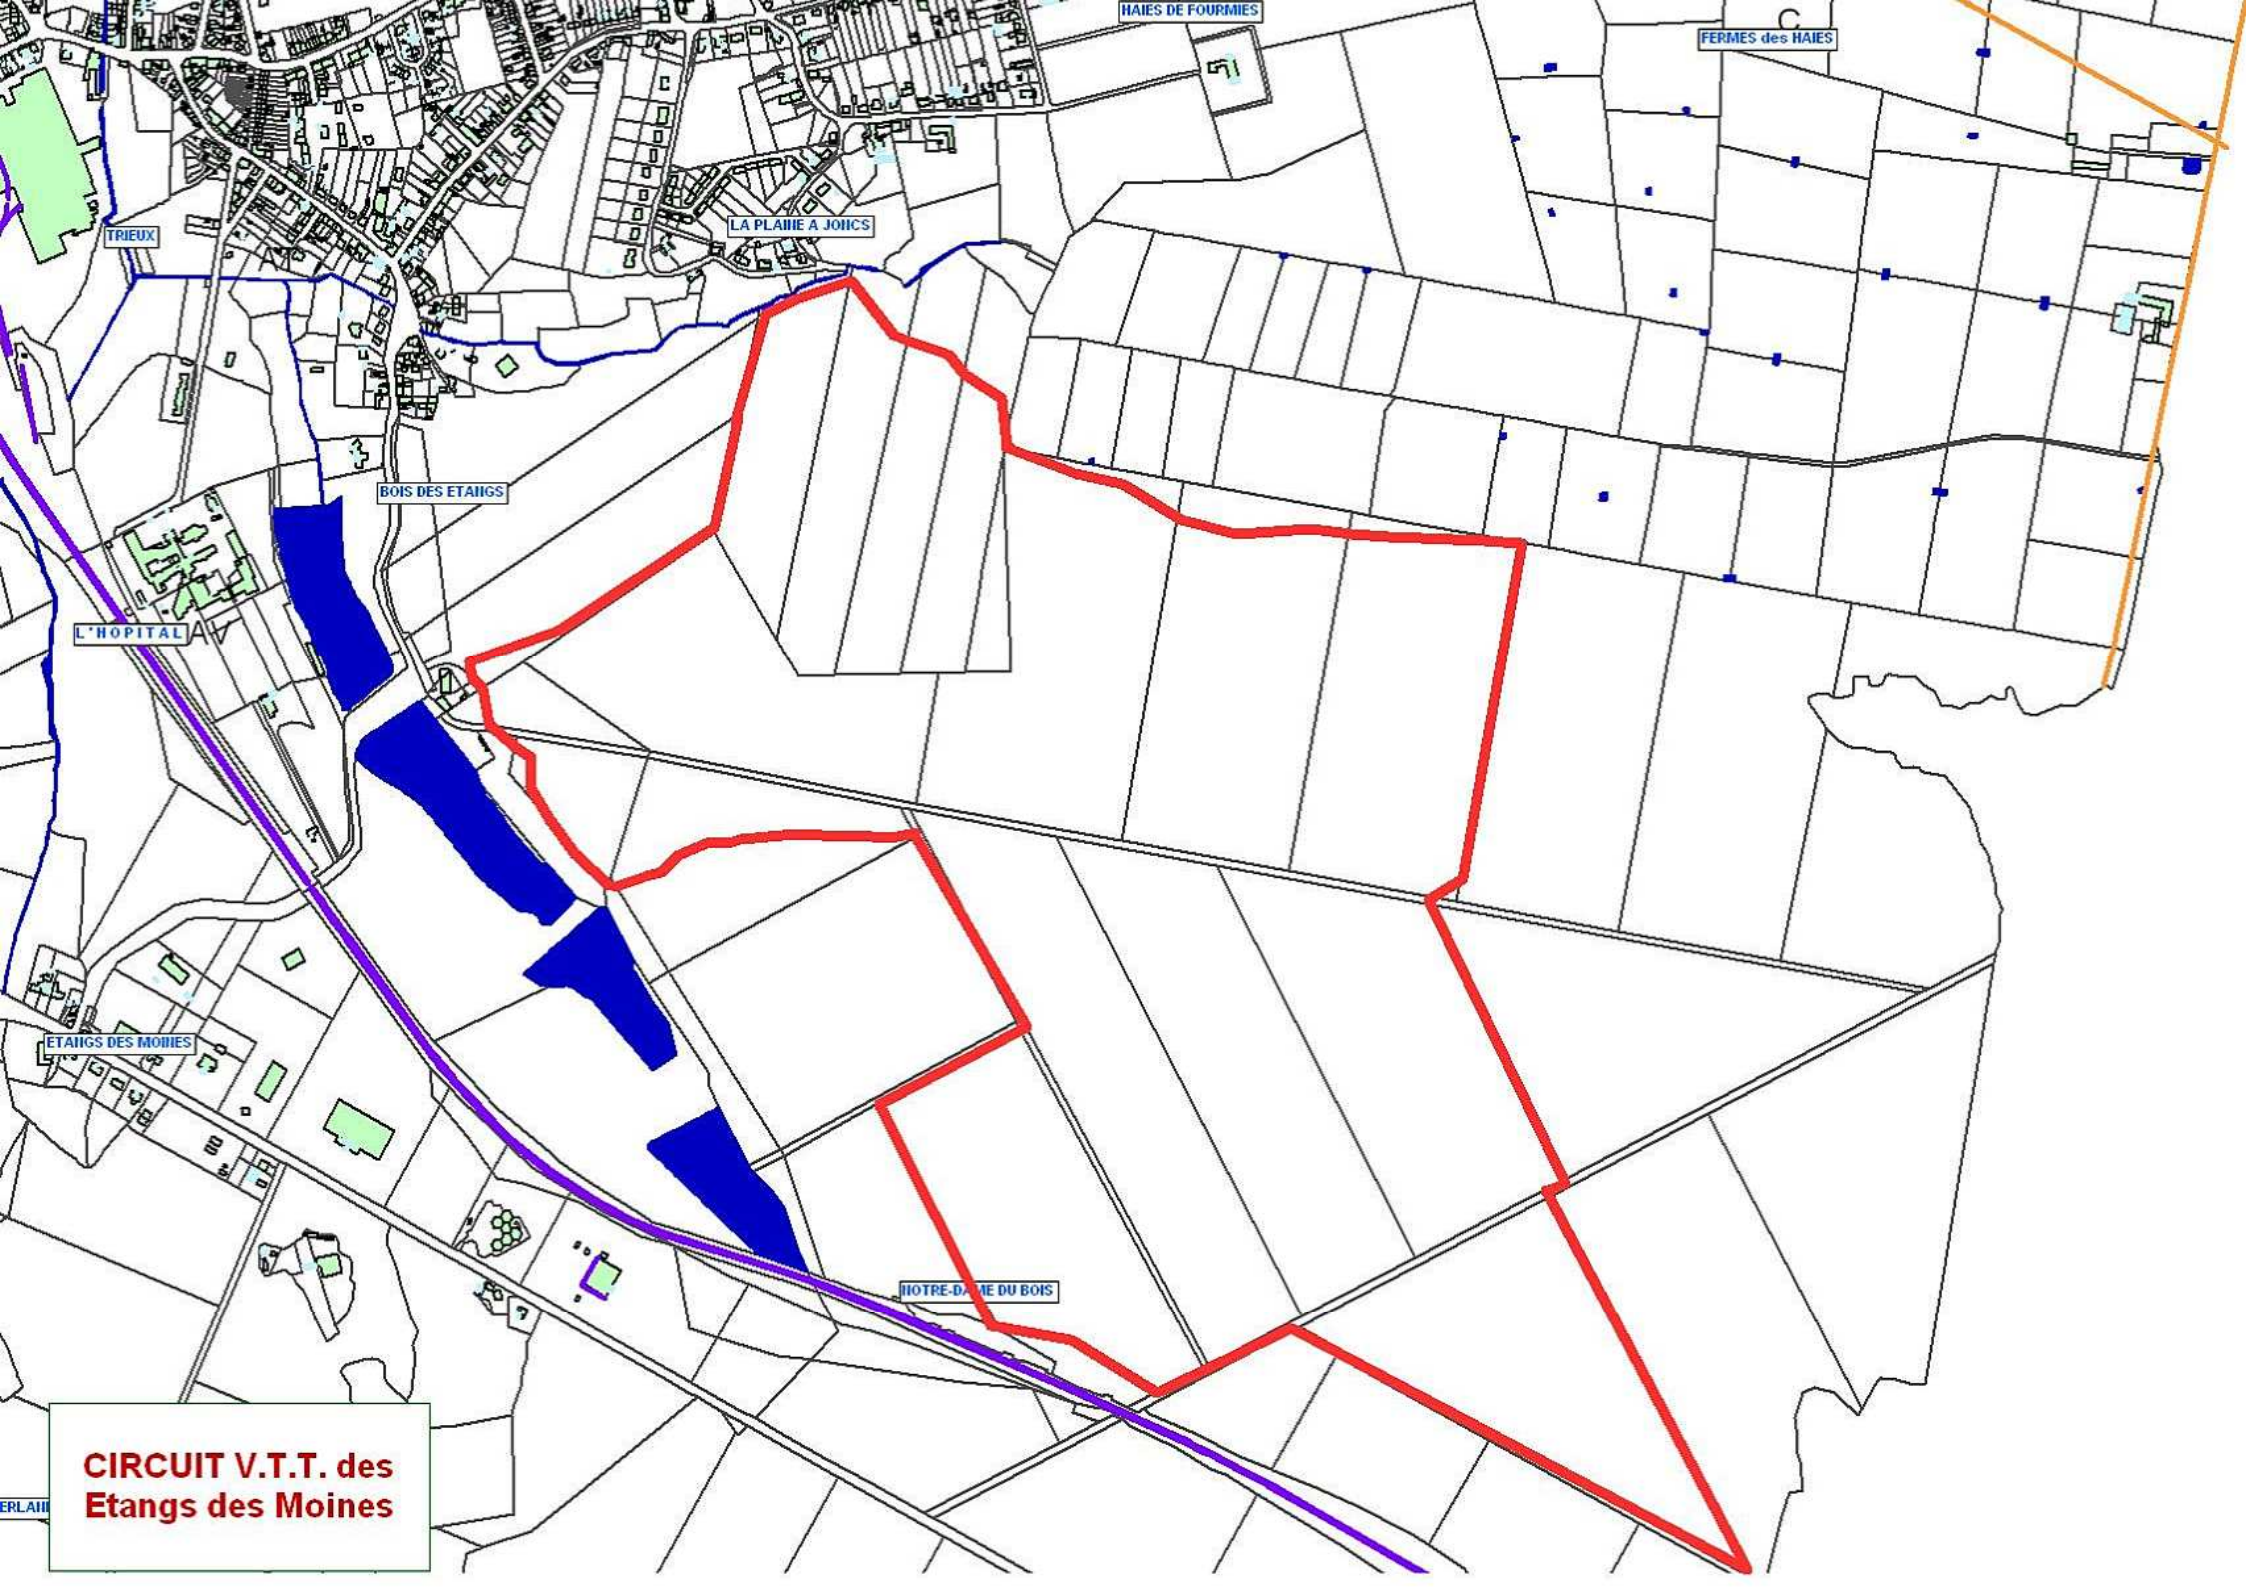 HAIES DE FOURMIES
C
FERMES des HAIES
LA PLAINE A JONCS
TRIEUX
BOIS DES ETANGS
L'HOPITAL
ETANGS DES MOINES
NOTRE-DAME DU BOIS
CIRCUIT V.T.T. des
Etangs des Moines